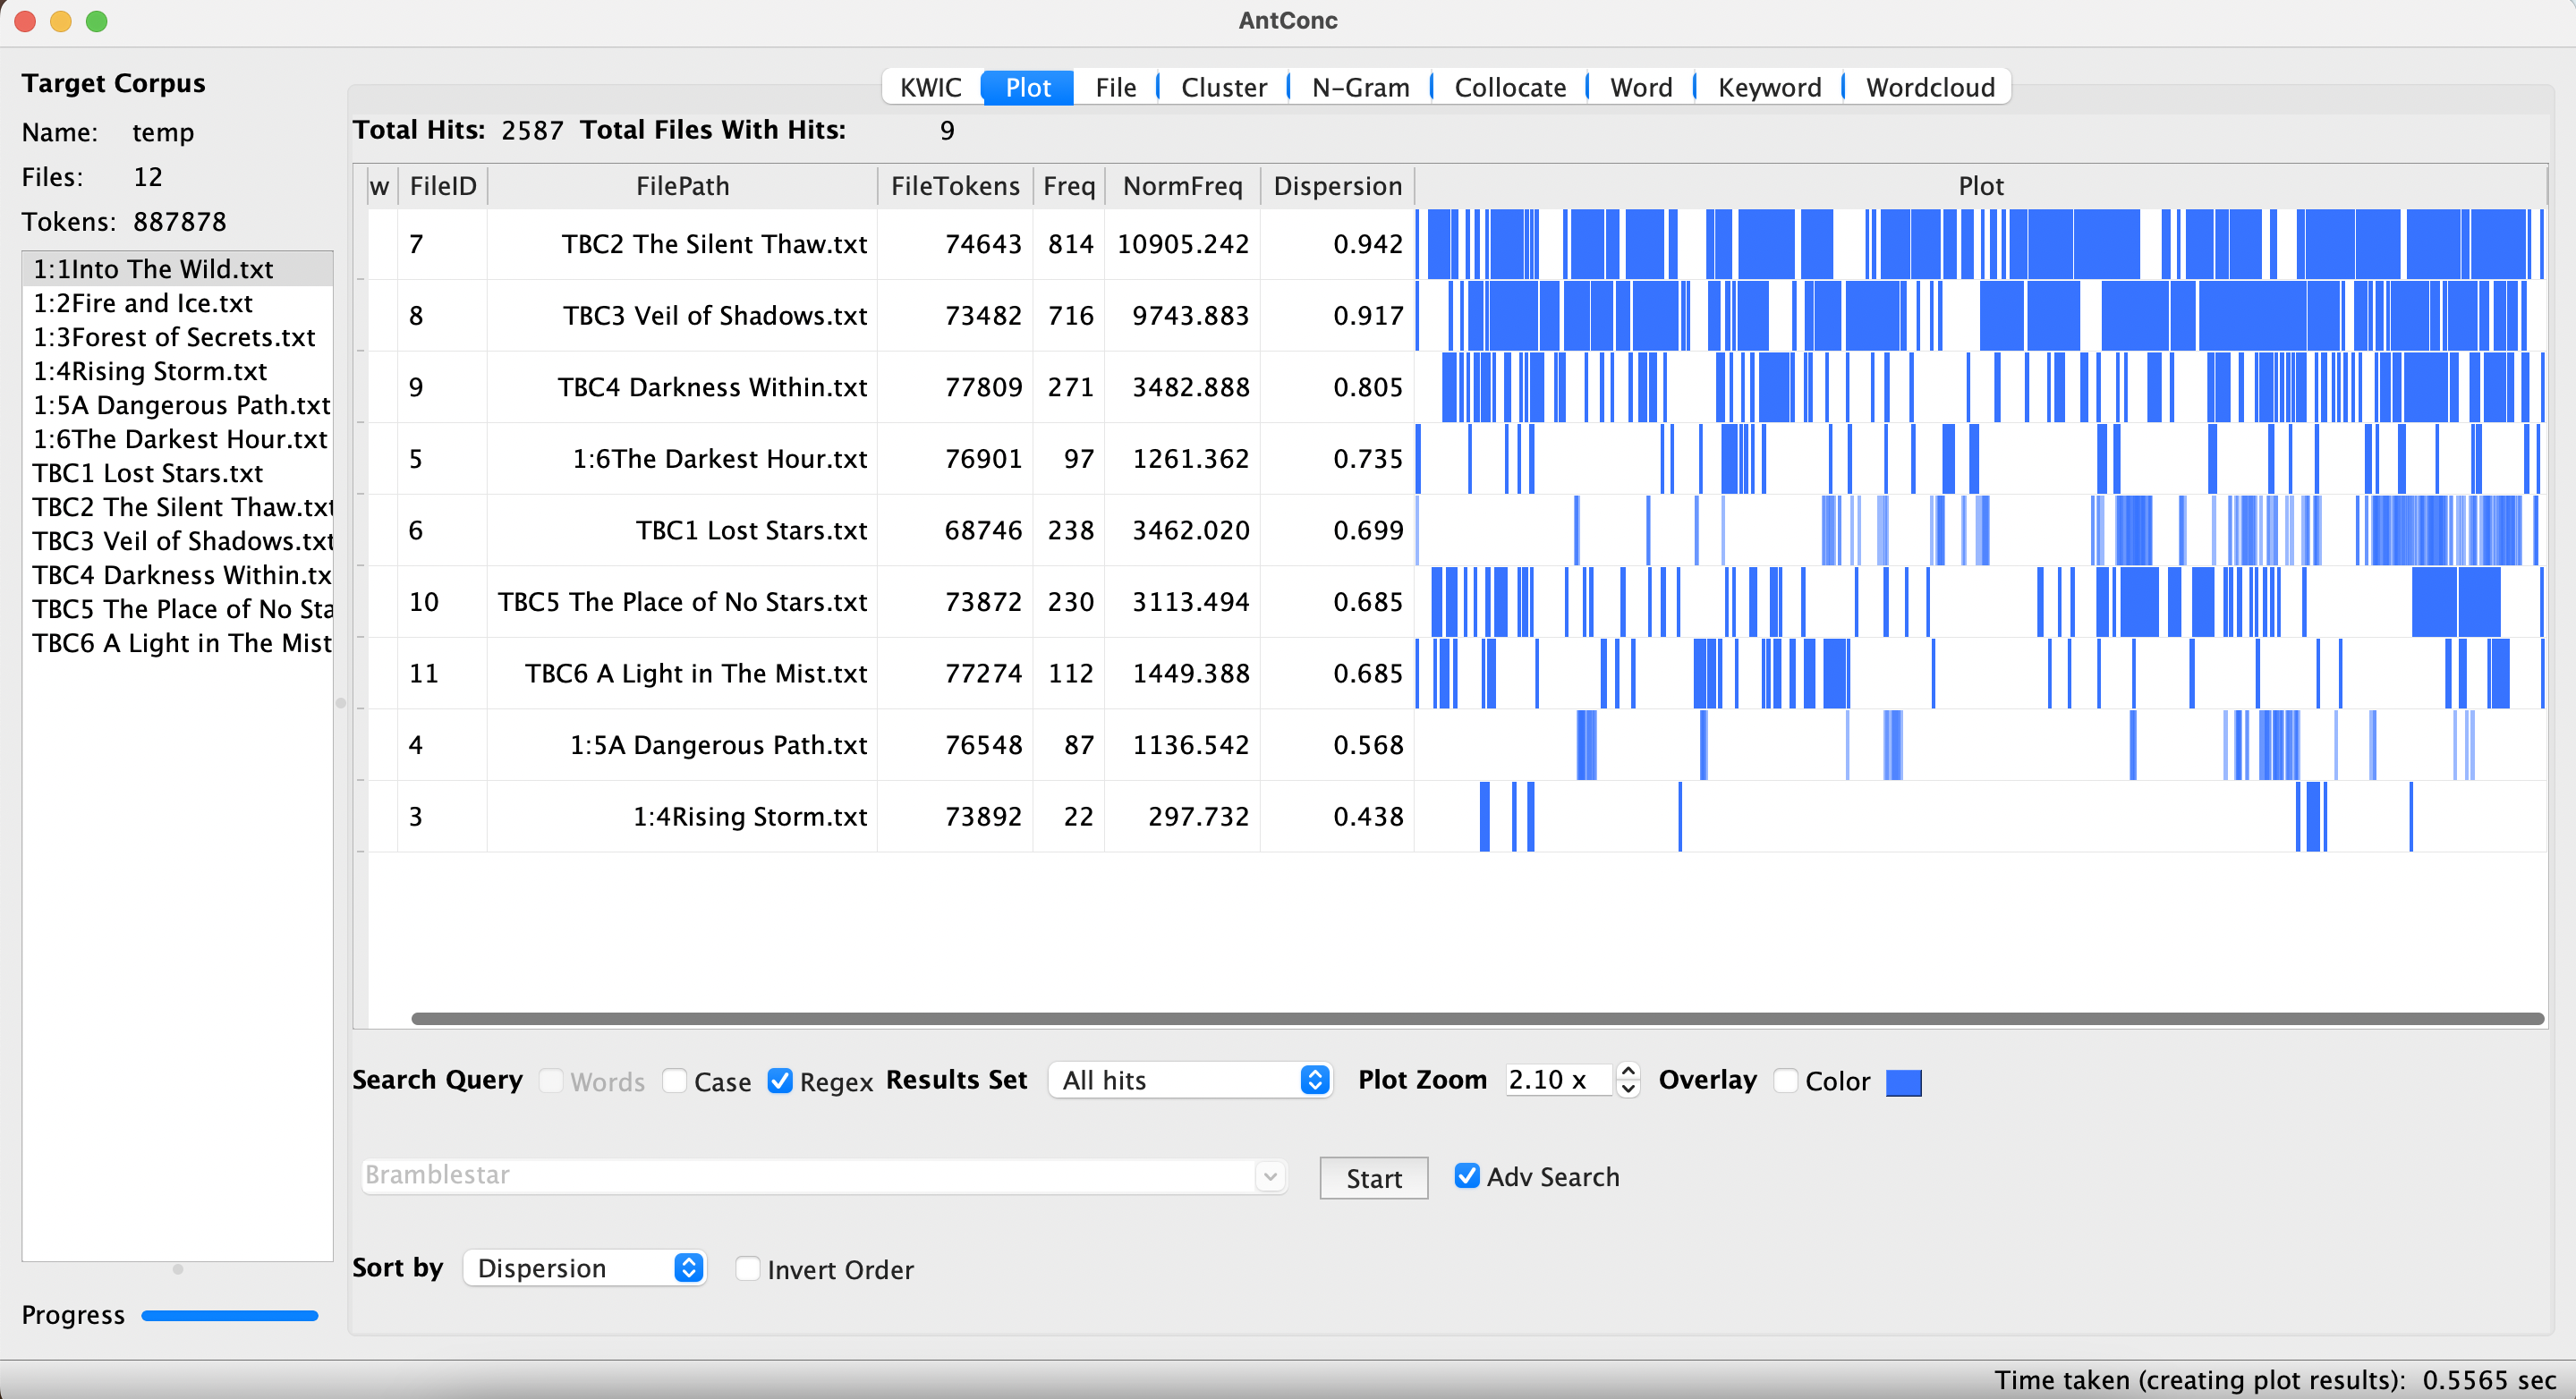 AntConc
Target Corpus
Name: temp
Files: 12
Tokens: 887878
1:1Into The Wild.txt
1:2Fire and Ice.txt
1:3Forest of Secrets.txt
1:4Rising Storm.txt
1:5A Dangerous Path.txt
1:6The Darkest Hour.txt
TBC1 Lost Stars.txt
TBC2 The Silent Thaw.txt
TBC3 Veil of Shadows.txt
TBC4 Darkness Within.tx
TBC5 The Place of No Sta
TBC6 A Light in The Mist
Progress
KWIC Plot File Cluster N-Gram Collocate Word Keyword Wordcloud
Total Hits: 2587 Total Files With Hits: 9
w FileID FilePath FileTokens Freq NormFreq Dispersion Plot
7 TBC2 The Silent Thaw.txt 74643 814 10905.242 0.942
8 TBC3 Veil of Shadows.txt 73482 716 9743.883 0.917
9 TBC4 Darkness Within.txt 77809 271 3482.888 0.805
5 1:6The Darkest Hour.txt 76901 97 1261.362 0.735
6 TBC1 Lost Stars.txt 68746 238 3462.020 0.699
10 TBC5 The Place of No Stars.txt 73872 230 3113.494 0.685
11 TBC6 A Light in The Mist.txt 77274 112 1449.388 0.685
4 1:5A Dangerous Path.txt 76548 87 1136.542 0.568
3 1:4Rising Storm.txt 73892 22 297.732 0.438
Search Query Words Case Regex Results Set All hits Plot Zoom 2.10 x Overlay Color
Bramblestar Start Adv Search
Sort by Dispersion Invert Order
Time taken (creating plot results): 0.5565 sec